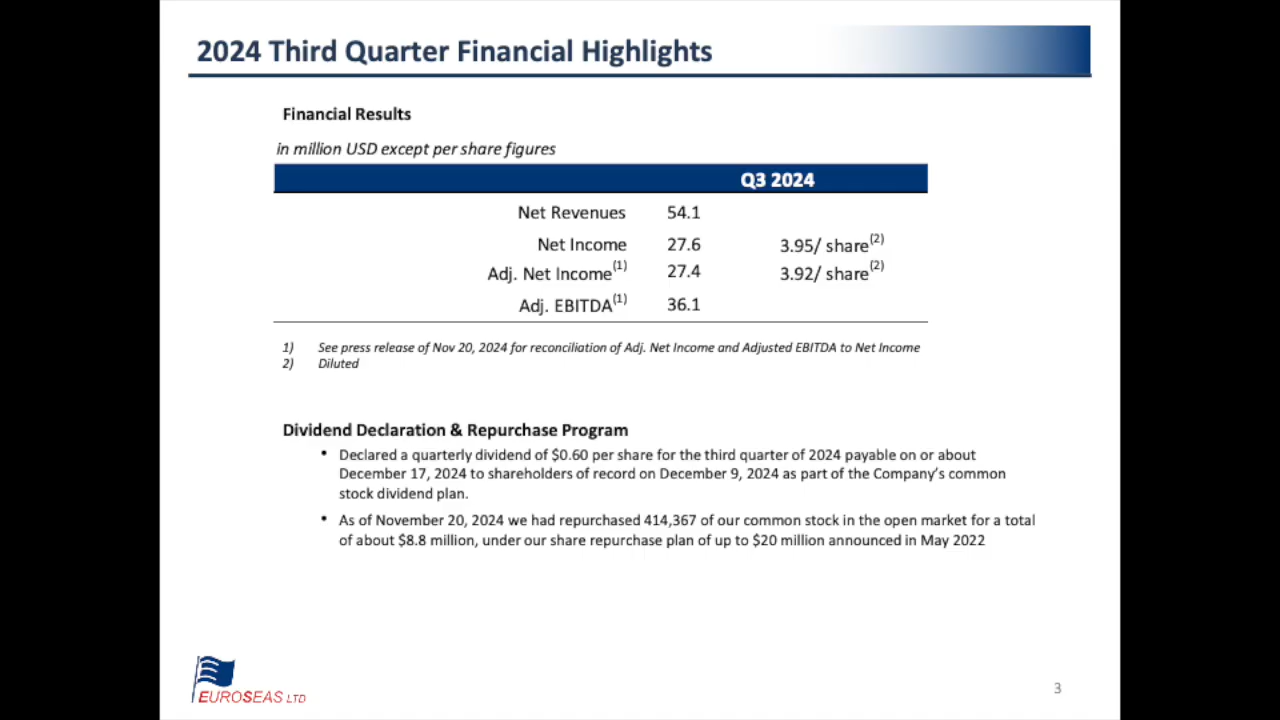 2024 Third Quarter Financial Highlights
Financial Results
in million USD except per share figures
Q3 2024
Net Revenues 54.1
Net Income 27.6 3.95/ share(2)
Adj. Net Income(1) 27.4 3.92/ share(2)
Adj. EBITDA(1) 36.1
1) See press release of Nov 20, 2024 for reconciliation of Adj. Net Income and Adjusted EBITDA to Net Income
2) Diluted
Dividend Declaration & Repurchase Program
• Declared a quarterly dividend of $0.60 per share for the third quarter of 2024 payable on or about
December 17, 2024 to shareholders of record on December 9, 2024 as part of the Company's common
stock dividend plan.
• As of November 20, 2024 we had repurchased 414,367 of our common stock in the open market for a total
of about $8.8 million, under our share repurchase plan of up to $20 million announced in May 2022
EUROSEAS LTD
3